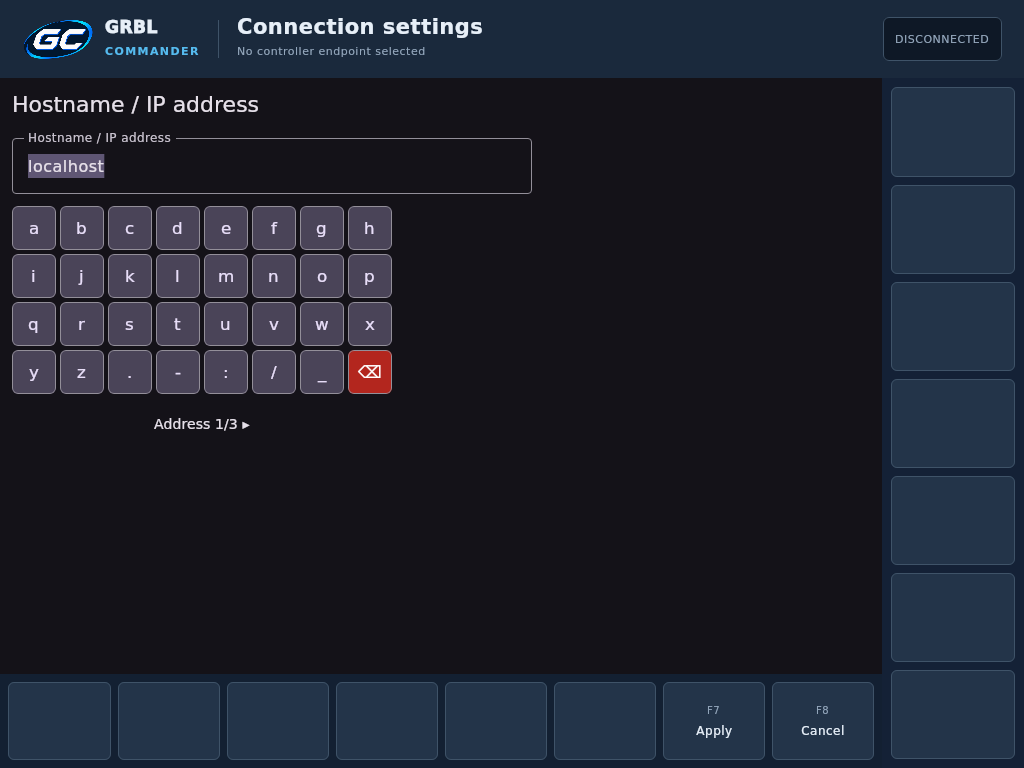 GC
GRBL
COMMANDER
Connection settings
No controller endpoint selected
DISCONNECTED
Hostname / IP address
Hostname / IP address
localhost
a b c d e f g h
i j k l m n o p
q r s t u v w x
y z . - : / _ ⌫
Address 1/3 ▸
F7
Apply
F8
Cancel